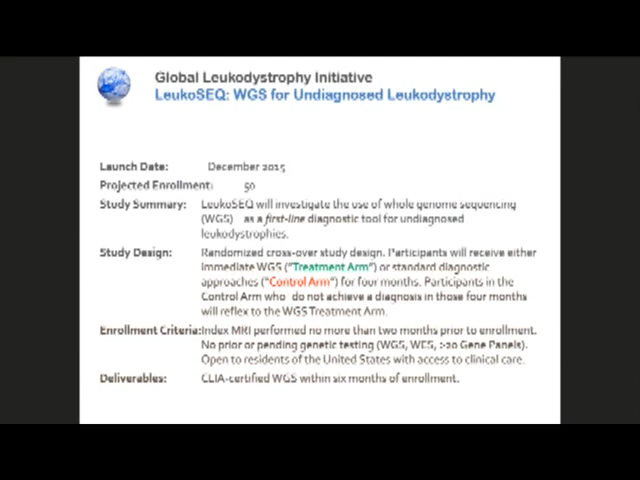 Global Leukodystrophy Initiative
LeukoSEQ: WGS for Undiagnosed Leukodystrophy
Launch Date: December 2015
Projected Enrollment: 50
Study Summary: LeukoSEQ will investigate the use of whole genome sequencing
(WGS) as a first-line diagnostic tool for undiagnosed
leukodystrophies.
Study Design: Randomized cross-over study design. Participants will receive either
immediate WGS ("Treatment Arm") or standard diagnostic
approaches ("Control Arm") for four months. Participants in the
Control Arm who do not achieve a diagnosis in those four months
will reflex to the WGS Treatment Arm.
Enrollment Criteria: Index MRI performed no more than two months prior to enrollment.
No prior or pending genetic testing (WGS, WES, >20 Gene Panels).
Open to residents of the United States with access to clinical care.
Deliverables: CLIA-certified WGS within six months of enrollment.